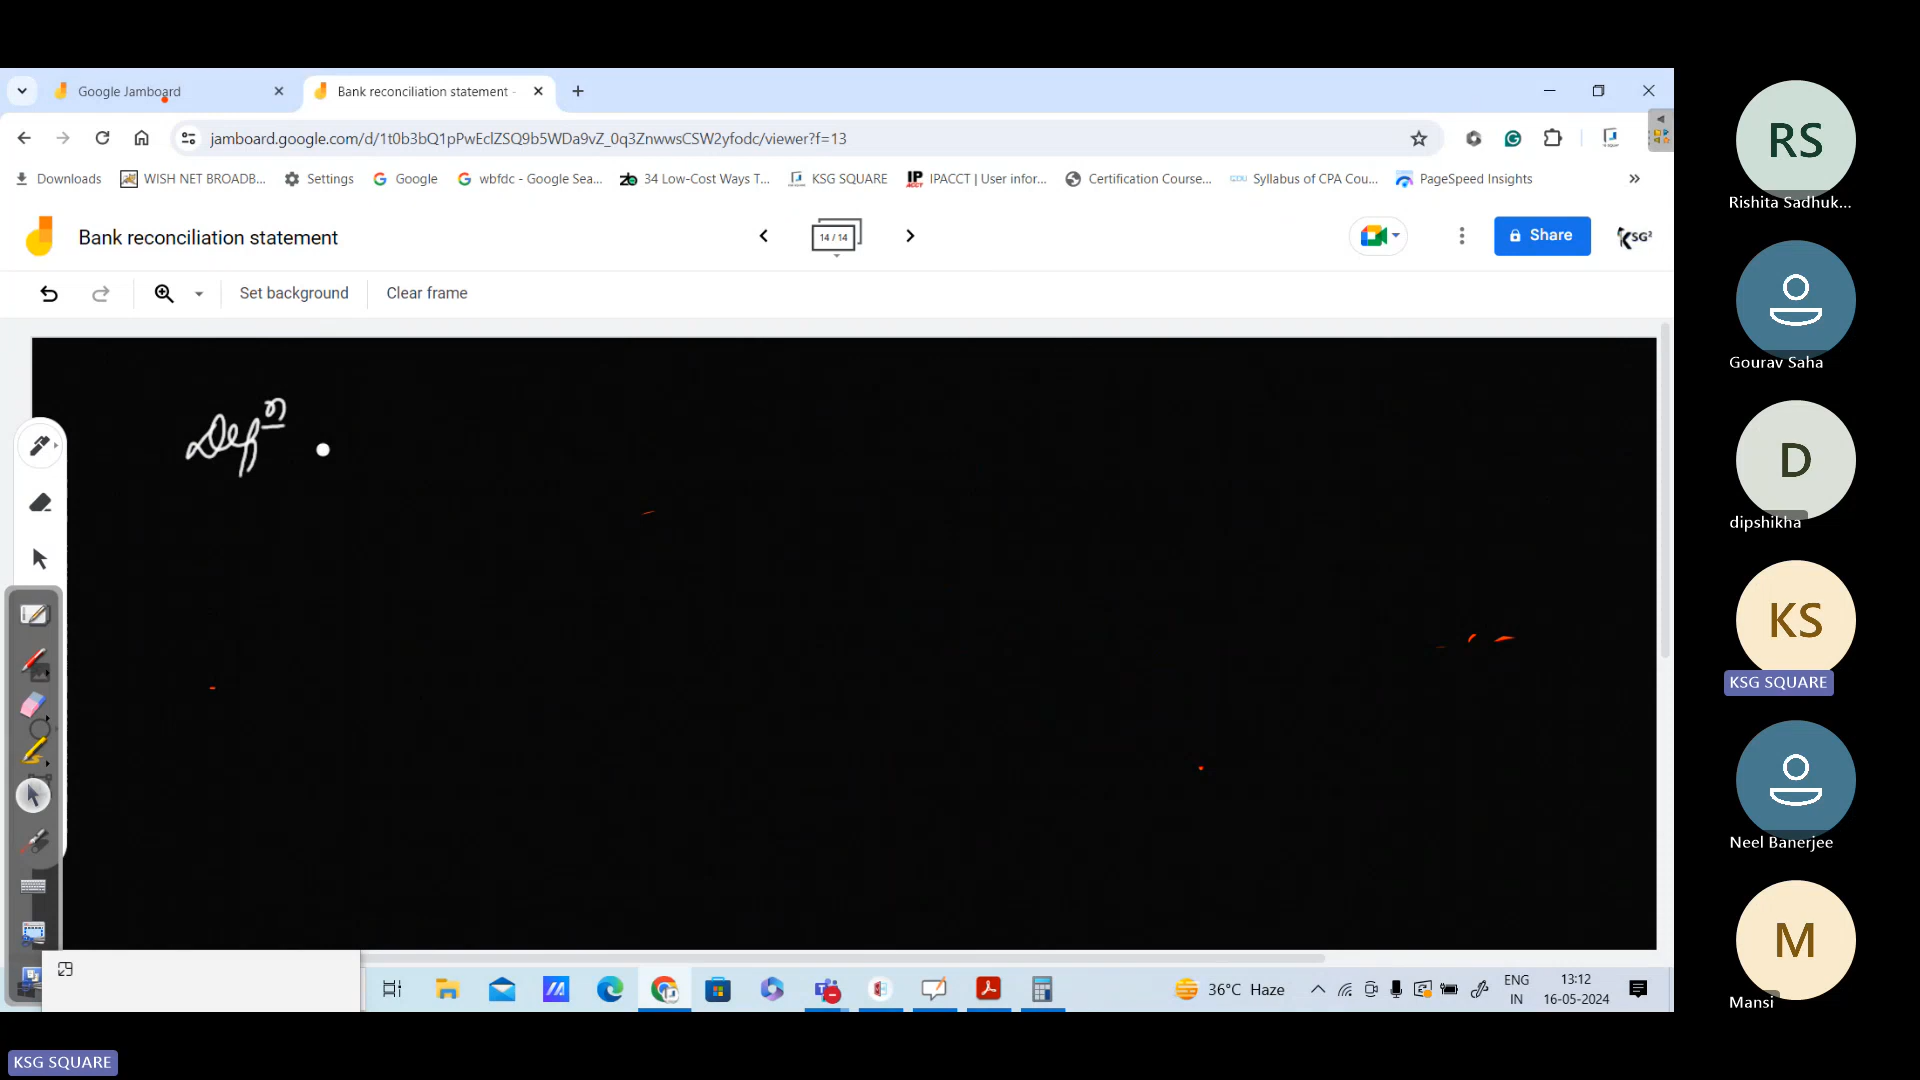 Google Jamboard
Bank reconciliation statement -
jamboard.google.com/d/1t0b3bQ1pPwEclZSQ9b5WDa9vZ_0q3ZnwwsCSW2yfodc/viewer?f=13
Downloads WISH NET BROADB... Settings Google wbfdc - Google Sea... 34 Low-Cost Ways T... KSG SQUARE IPACCT | User infor... Certification Course... Syllabus of CPA Cou... PageSpeed Insights
Bank reconciliation statement
14 / 14
Share
KSG²
Set background Clear frame
RS
Rishita Sadhuk...
Gourav Saha
D
dipshikha
KS
KSG SQUARE
Neel Banerjee
M
Mansi
36°C Haze
ENG
IN
13:12
16-05-2024
KSG SQUARE